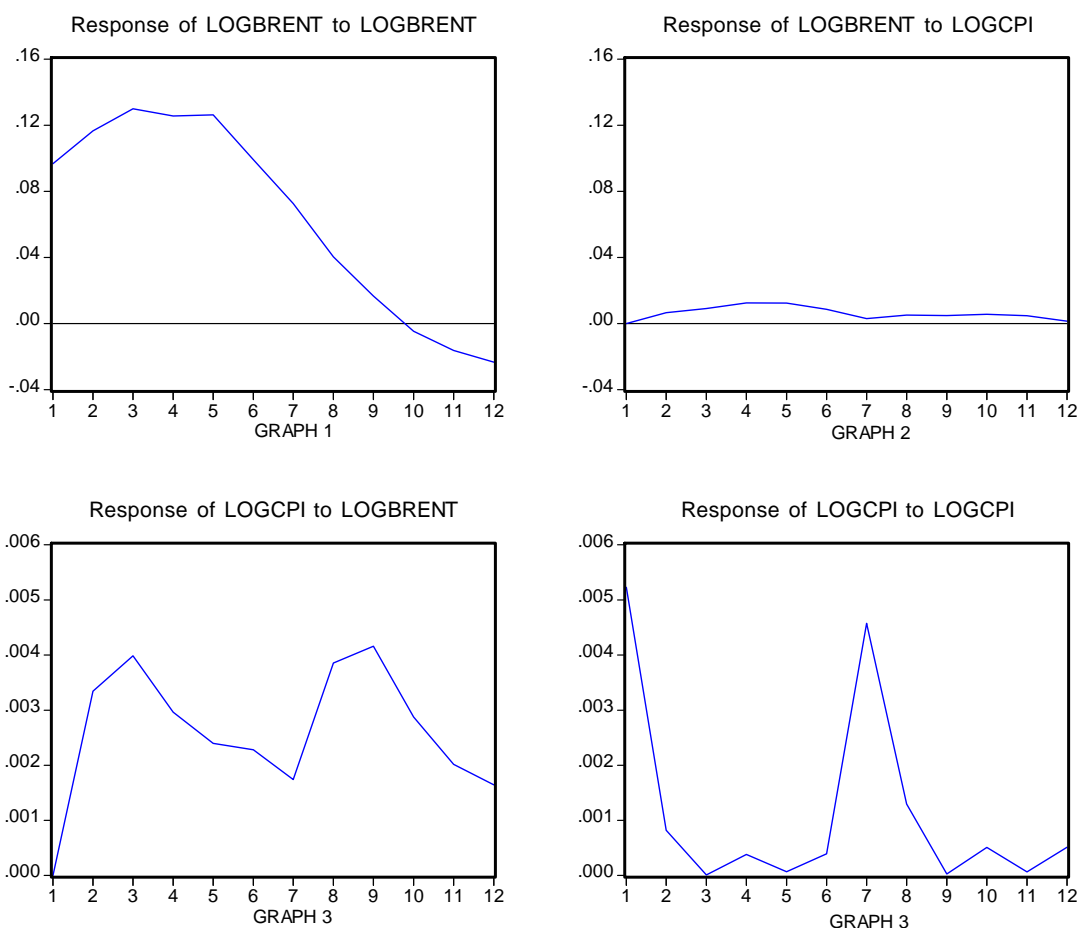 Response of LOGBRENT to LOGBRENT
.16
.12
.08
.04
.00
-.04
1 2 3 4 5 6 7 8 9 10 11 12
GRAPH 1
Response of LOGBRENT to LOGCPI
.16
.12
.08
.04
.00
-.04
1 2 3 4 5 6 7 8 9 10 11 12
GRAPH 2
Response of LOGCPI to LOGBRENT
.006
.005
.004
.003
.002
.001
.000
1 2 3 4 5 6 7 8 9 10 11 12
GRAPH 3
Response of LOGCPI to LOGCPI
.006
.005
.004
.003
.002
.001
.000
1 2 3 4 5 6 7 8 9 10 11 12
GRAPH 3